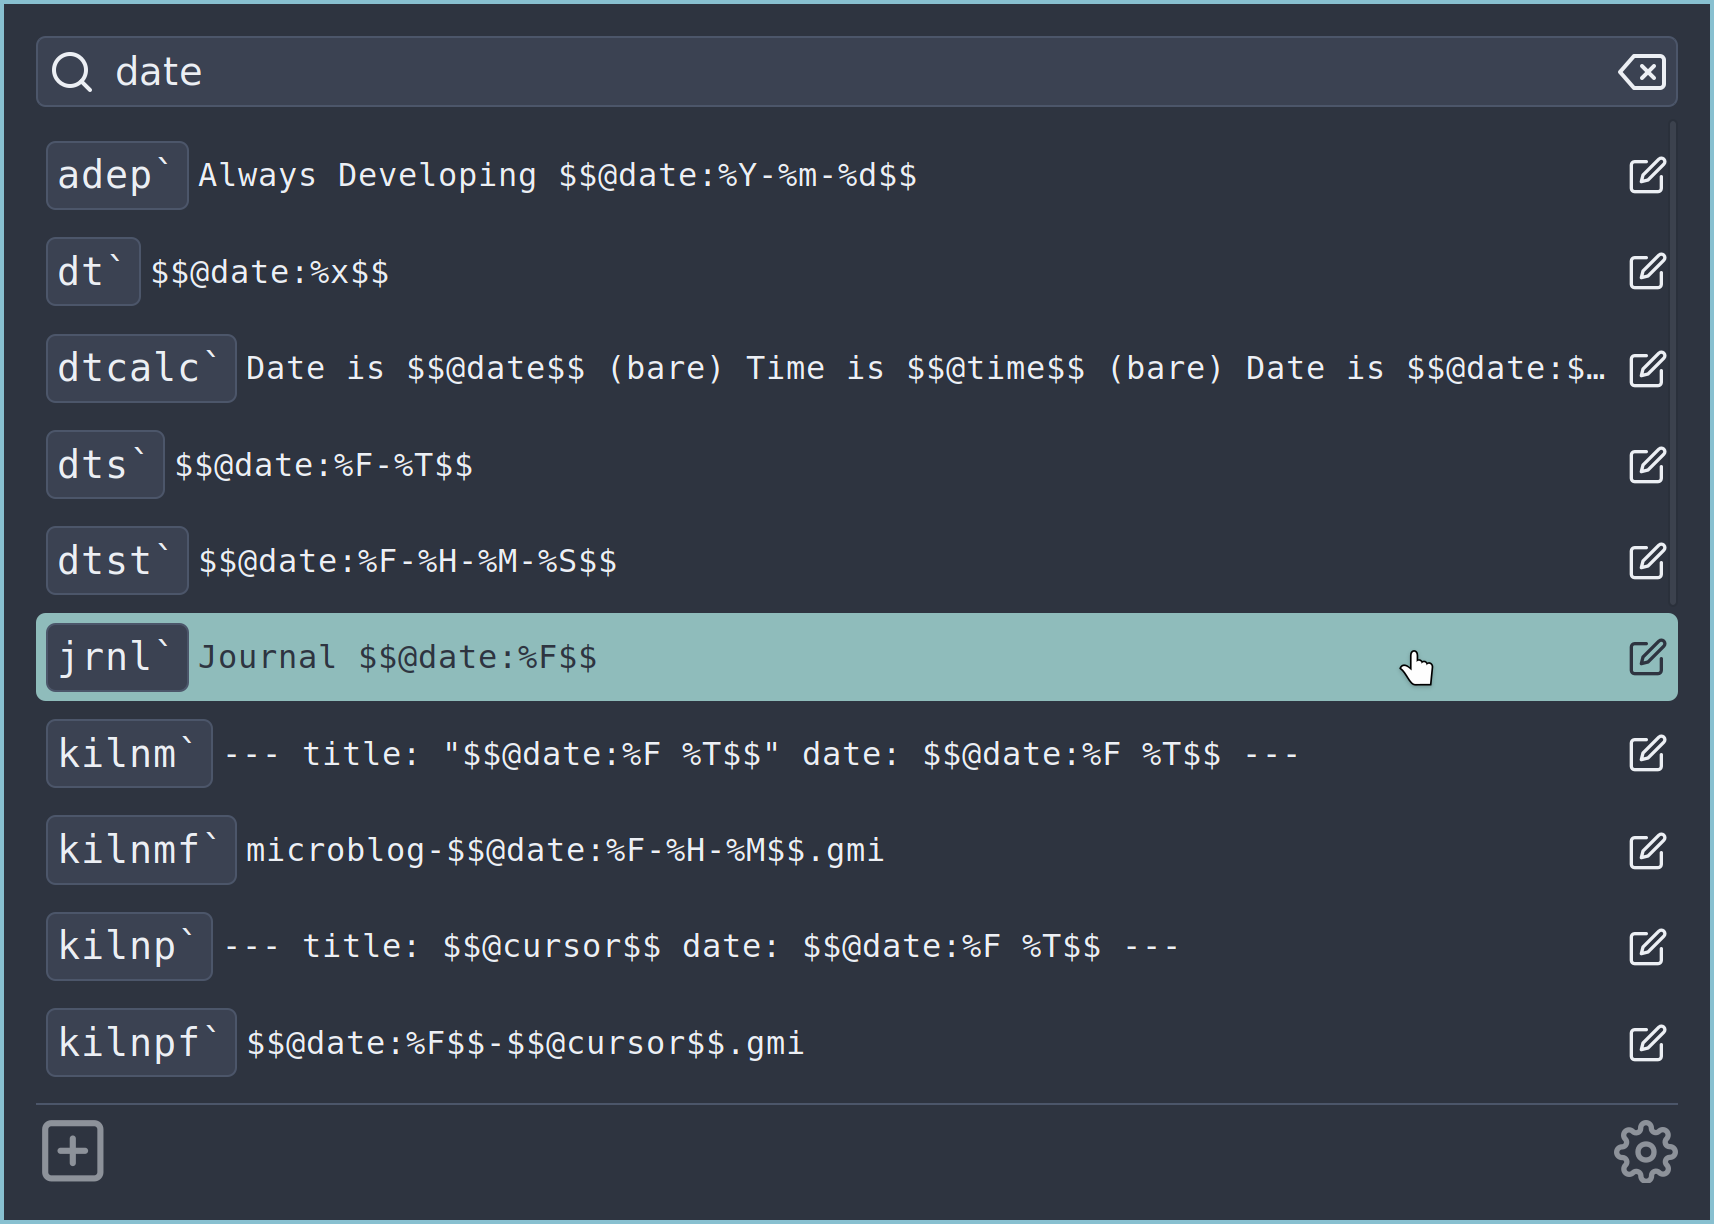 date
adep` Always Developing $$@date:%Y-%m-%d$$
dt` $$@date:%x$$
dtcalc` Date is $$@date$$ (bare) Time is $$@time$$ (bare) Date is $$@date:$…
dts` $$@date:%F-%T$$
dtst` $$@date:%F-%H-%M-%S$$
jrnl` Journal $$@date:%F$$
kilnm` --- title: "$$@date:%F %T$$" date: $$@date:%F %T$$ ---
kilnmf` microblog-$$@date:%F-%H-%M$$.gmi
kilnp` --- title: $$@cursor$$ date: $$@date:%F %T$$ ---
kilnpf` $$@date:%F$$-$$@cursor$$.gmi